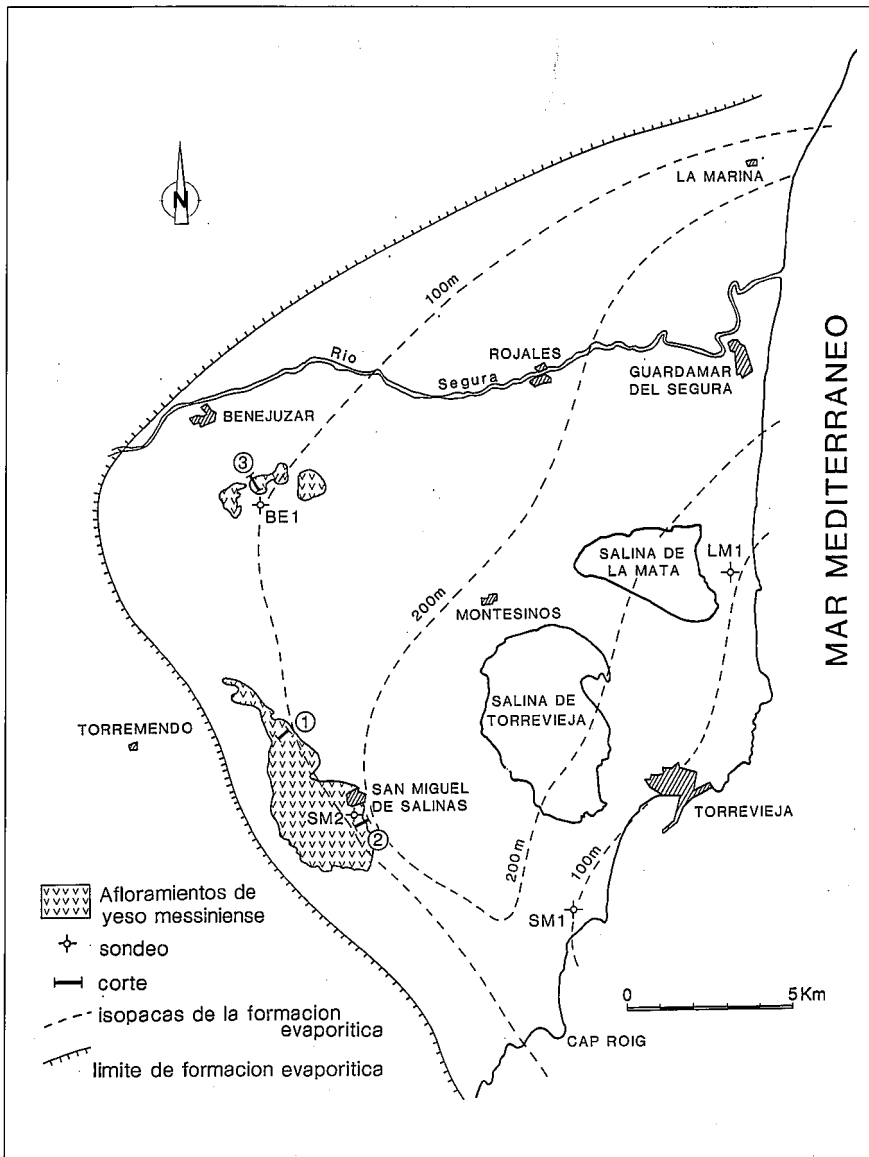 N
LA MARINA
100m
MAR MEDITERRANEO
Rio
Segura
ROJALES
GUARDAMAR
DEL SEGURA
BENEJUZAR
3
BE1
SALINA DE
LA MATA
LM1
200m
MONTESINOS
SALINA DE
TORREVIEJA
TORREMENDO
1
SAN MIGUEL
DE SALINAS
SM2
2
TORREVIEJA
200m
100m
SM1
Afloramientos de
yeso messiniense
sondeo
corte
isopacas de la formacion
evaporitica
limite de formacion evaporitica
0 5Km
CAP ROIG